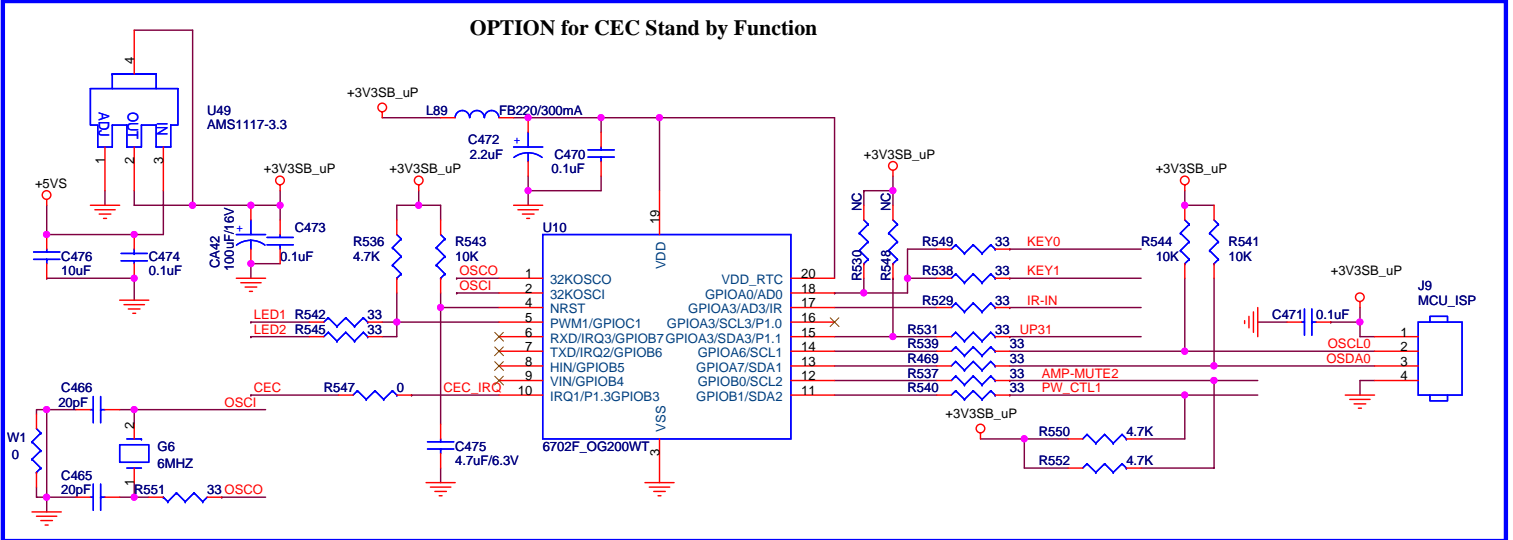 OPTION for CEC Stand by Function
4
U49
AMS1117-3.3
ADJ
OUT
IN
1
2
3
+5VS
C476
10uF
C474
0.1uF
+3V3SB_uP
CA42
100uF/16V
C473
0.1uF
+3V3SB_uP
L89
FB220/300mA
C472
2.2uF
C470
0.1uF
+3V3SB_uP
R536
4.7K
R543
10K
OSCO
OSCI
LED1
R542
33
LED2
R545
33
CEC
R547
0
CEC_IRQ
C475
4.7uF/6.3V
U10
19
VDD
1
32KOSCO
2
32KOSCI
4
NRST
5
PWM1/GPIOC1
6
RXD/IRQ3/GPIOB7
7
TXD/IRQ2/GPIOB6
8
HIN/GPIOB5
9
VIN/GPIOB4
10
IRQ1/P1.3GPIOB3
VDD_RTC
20
GPIOA0/AD0
18
GPIOA3/AD3/IR
17
GPIOA3/SCL3/P1.0
16
GPIOA3/SDA3/P1.1
15
GPIOA6/SCL1
14
GPIOA7/SDA1
13
GPIOB0/SCL2
12
GPIOB1/SDA2
11
VSS
3
6702F_OG200WT
+3V3SB_uP
NC
NC
R530
R548
R549
33
KEY0
R538
33
KEY1
R529
33
IR-IN
R531
33
UP31
R539
33
R469
33
R537
33
AMP-MUTE2
R540
33
PW_CTL1
+3V3SB_uP
R550
4.7K
R552
4.7K
+3V3SB_uP
R544
10K
R541
10K
+3V3SB_uP
C471
0.1uF
J9
MCU_ISP
1
OSCL0
2
OSDA0
3
4
C466
20pF
OSCI
W1
0
2
G6
6MHZ
1
C465
20pF
R551
33
OSCO